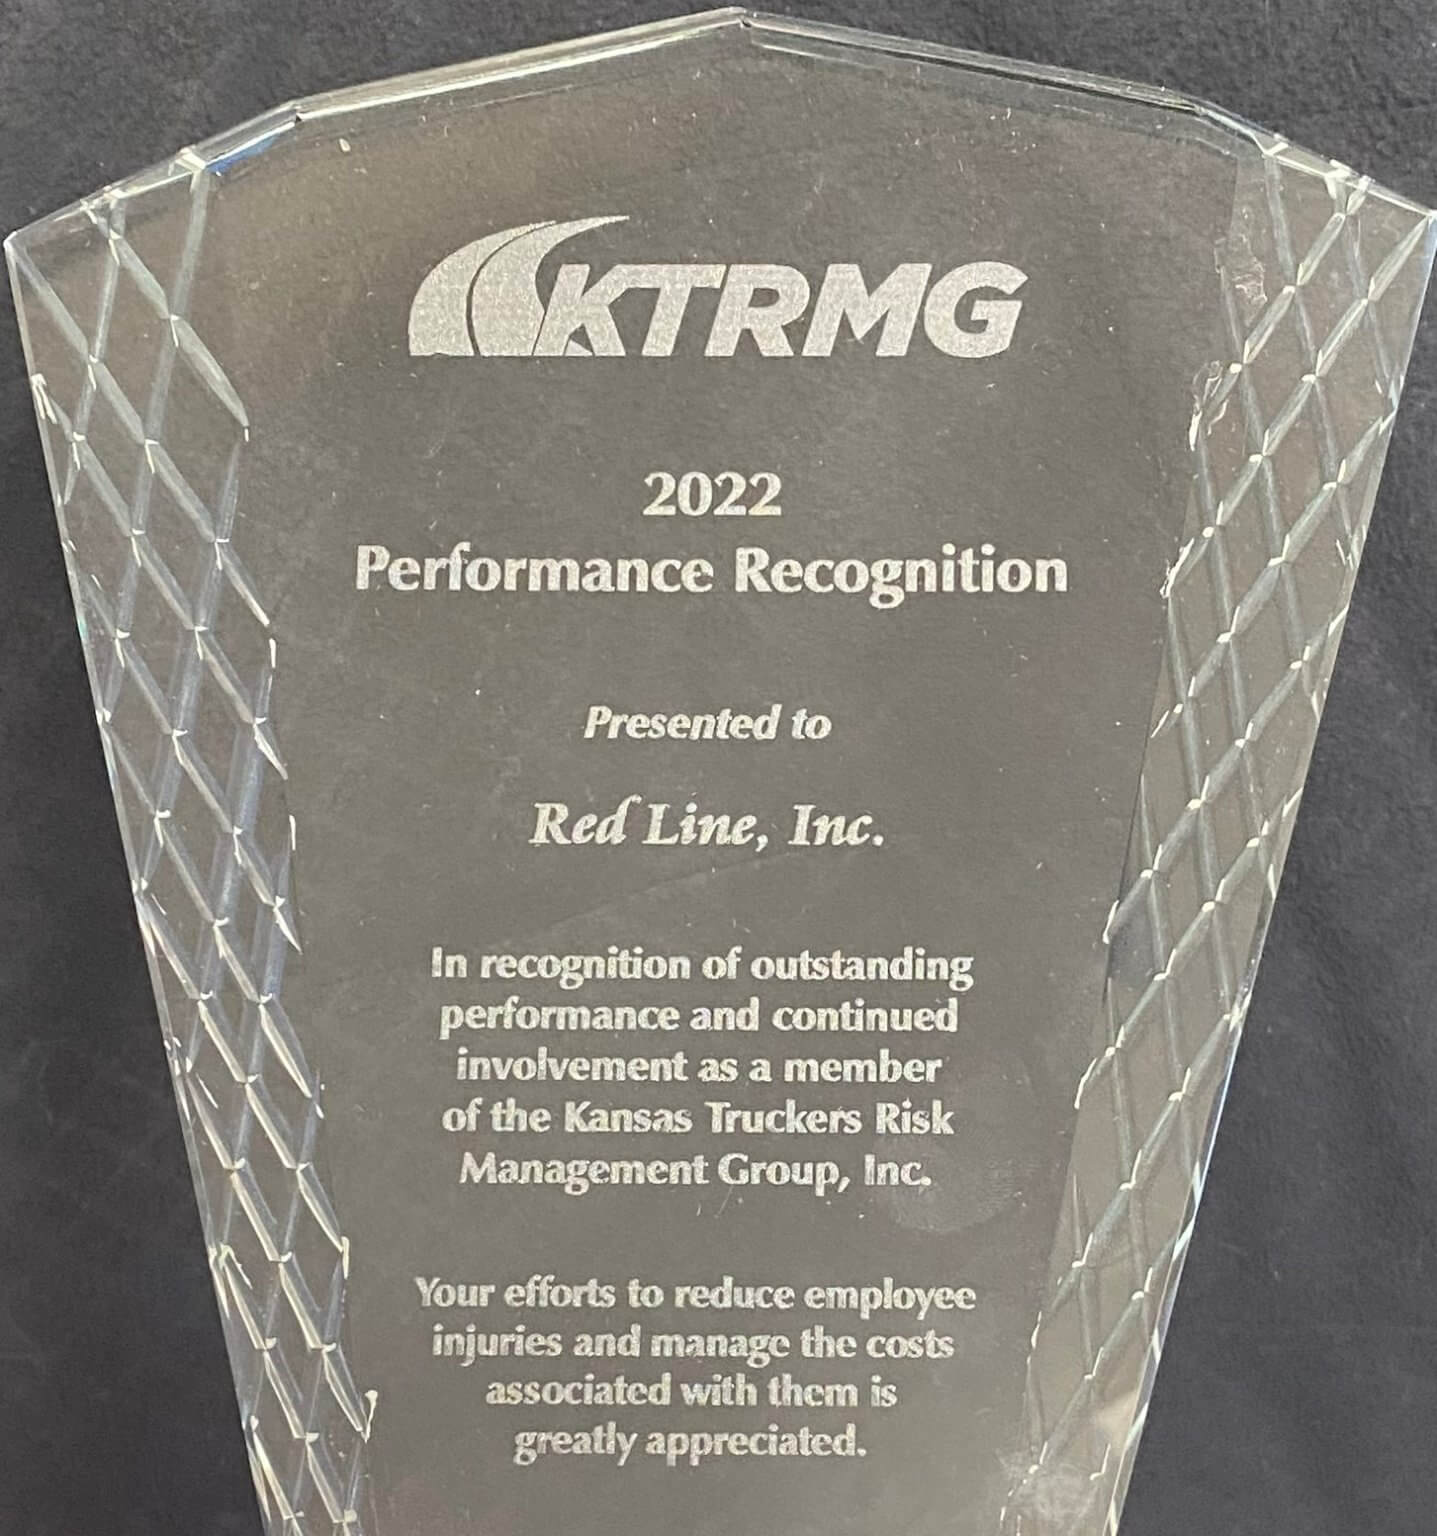 KTRMG
2022
Performance Recognition
Presented to
Red Line, Inc.
In recognition of outstanding
performance and continued
involvement as a member
of the Kansas Truckers Risk
Management Group, Inc.
Your efforts to reduce employee
injuries and manage the costs
associated with them is
greatly appreciated.